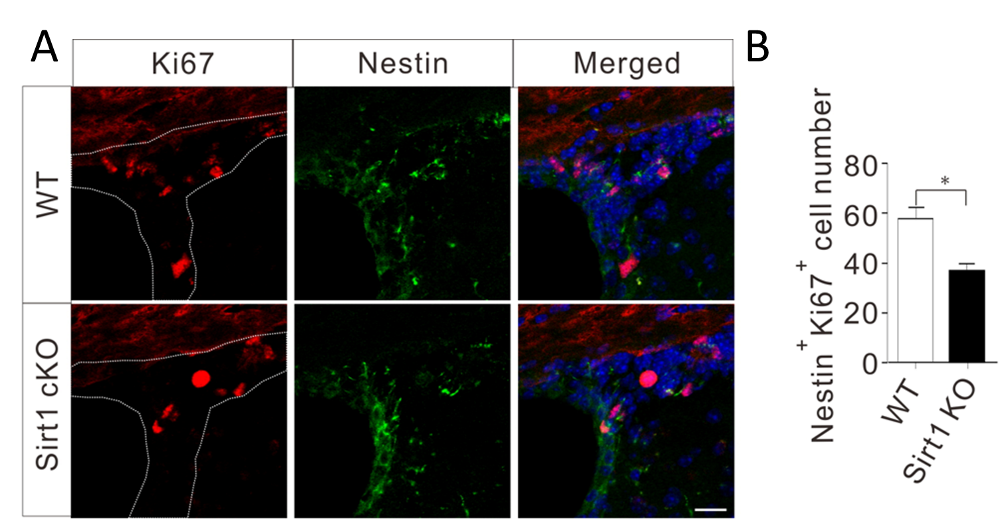 A
B
Ki67
Nestin
Merged
WT
Sirt1 cKO
Nestin+Ki67+ cell number
80
60
40
20
0
*
WT
Sirt1 KO